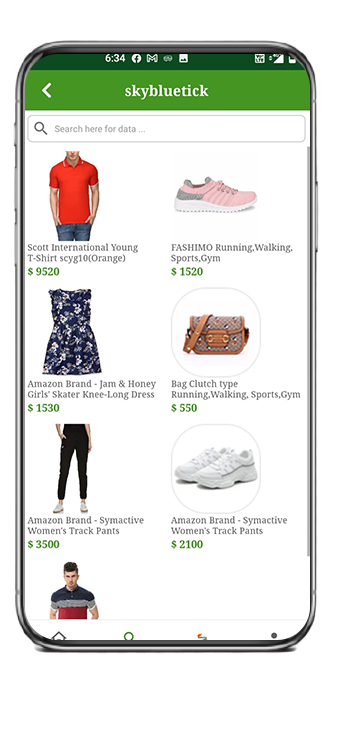 6:34
skybluetick
Search here for data ...
Scott International Young
T-Shirt scyg10(Orange)
$ 9520
FASHIMO Running,Walking,
Sports,Gym
$ 1520
Amazon Brand - Jam & Honey
Girls' Skater Knee-Long Dress
$ 1530
Bag Clutch type
Running,Walking, Sports,Gym
$ 550
Amazon Brand - Symactive
Women's Track Pants
$ 3500
Amazon Brand - Symactive
Women's Track Pants
$ 2100